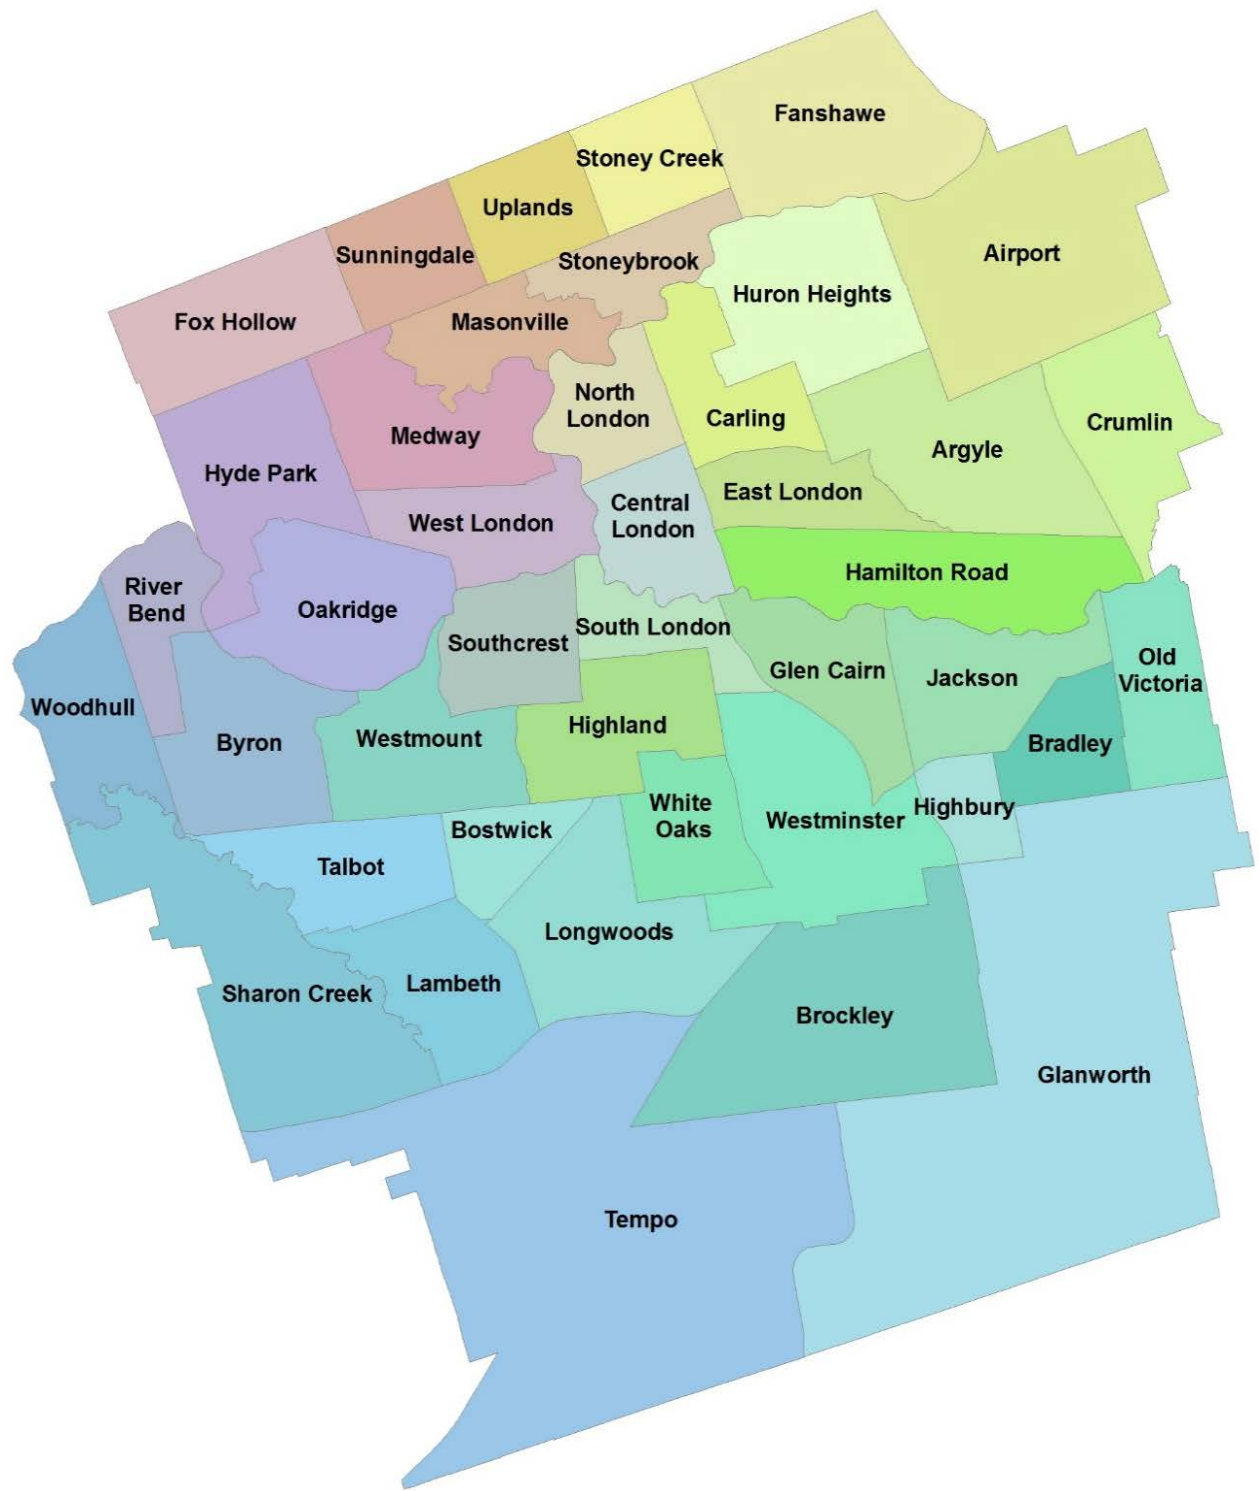 Fanshawe
Stoney Creek
Uplands
Sunningdale
Stoneybrook
Airport
Huron Heights
Fox Hollow
Masonville
North
London
Carling
Crumlin
Medway
Argyle
Hyde Park
East London
Central
London
West London
Hamilton Road
River
Bend
Oakridge
South London
Southcrest
Glen Cairn
Jackson
Old
Victoria
Woodhull
Byron
Westmount
Highland
Bradley
White
Oaks
Highbury
Westminster
Bostwick
Talbot
Longwoods
Lambeth
Sharon Creek
Brockley
Glanworth
Tempo